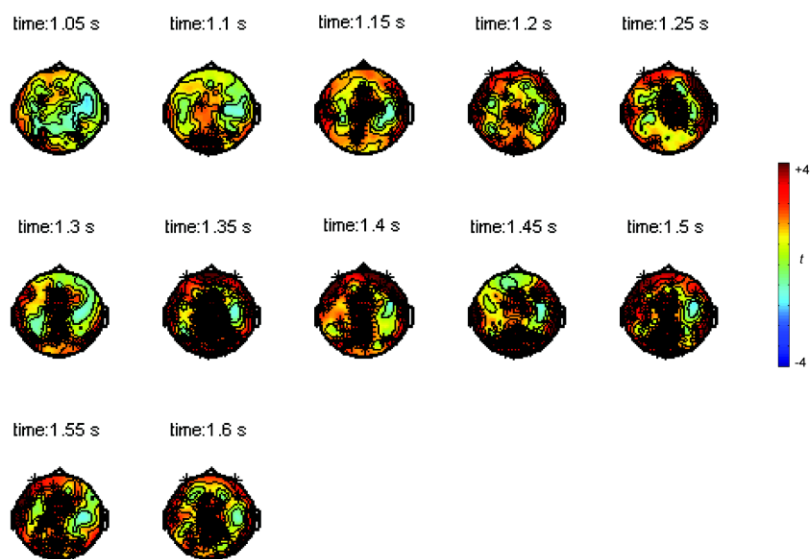 time:1.05 s
time:1.1 s
time:1.15 s
time:1.2 s
time:1.25 s
time:1.3 s
time:1.35 s
time:1.4 s
time:1.45 s
time:1.5 s
+4
t
-4
time:1.55 s
time:1.6 s